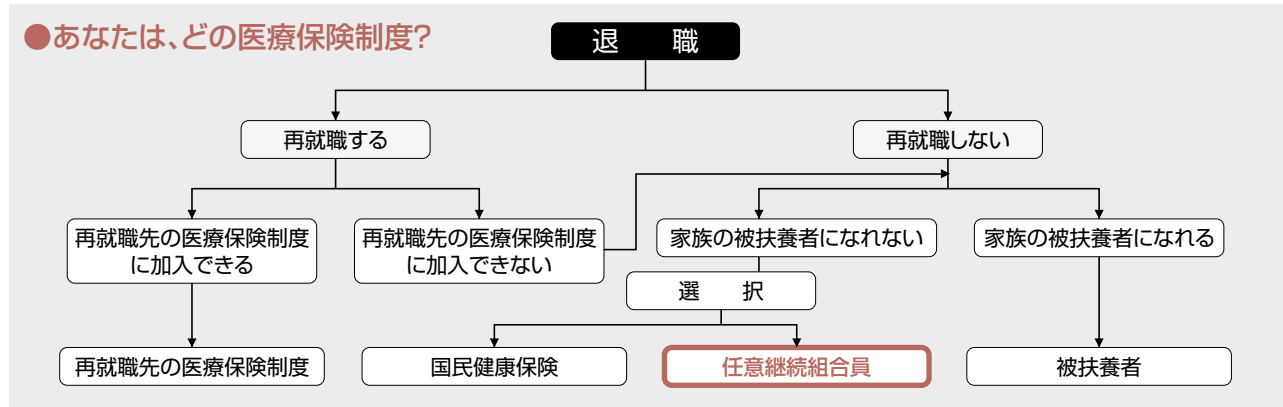 ●あなたは、どの医療保険制度?
退 職
再就職する
再就職しない
再就職先の医療保険制度
に加入できる
再就職先の医療保険制度
に加入できない
家族の被扶養者になれない
家族の被扶養者になれる
選 択
再就職先の医療保険制度
国民健康保険
任意継続組合員
被扶養者